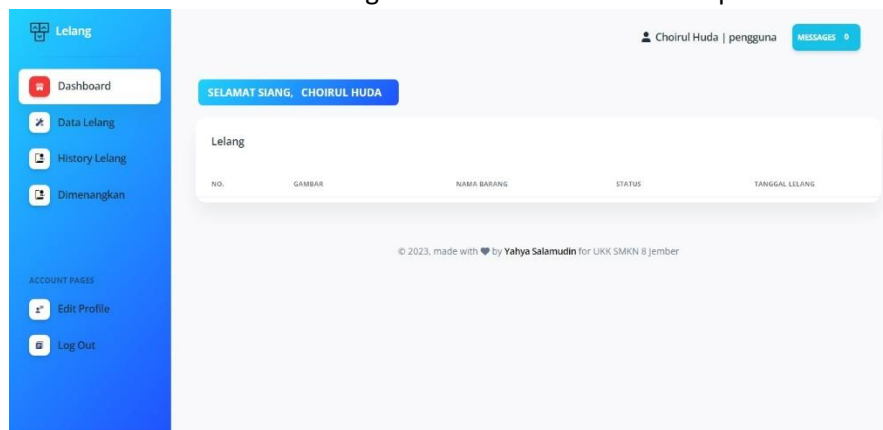 Lelang
Choirul Huda | pengguna
MESSAGES 0
Dashboard
SELAMAT SIANG, CHOIRUL HUDA
Data Lelang
Lelang
History Lelang
NO. GAMBAR NAMA BARANG STATUS TANGGAL LELANG
Dimenangkan
© 2023, made with by Yahya Salamudin for UKK SMKN 8 Jember
ACCOUNT PAGES
Edit Profile
Log Out